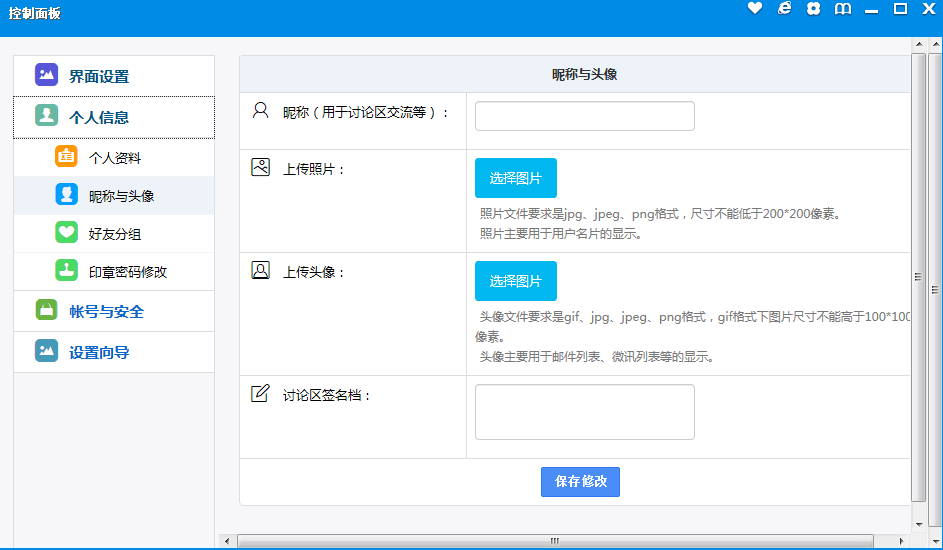 控制面板
界面设置
个人信息
个人资料
昵称与头像
好友分组
印章密码修改
帐号与安全
设置向导
昵称与头像
昵称（用于讨论区交流等）：
上传照片：
选择图片
照片文件要求是jpg、jpeg、png格式，尺寸不能低于200*200像素。
照片主要用于用户名片的显示。
上传头像：
选择图片
头像文件要求是gif、jpg、jpeg、png格式，gif格式下图片尺寸不能高于100*100
像素。
头像主要用于邮件列表、微讯列表等的显示。
讨论区签名档：
保存修改